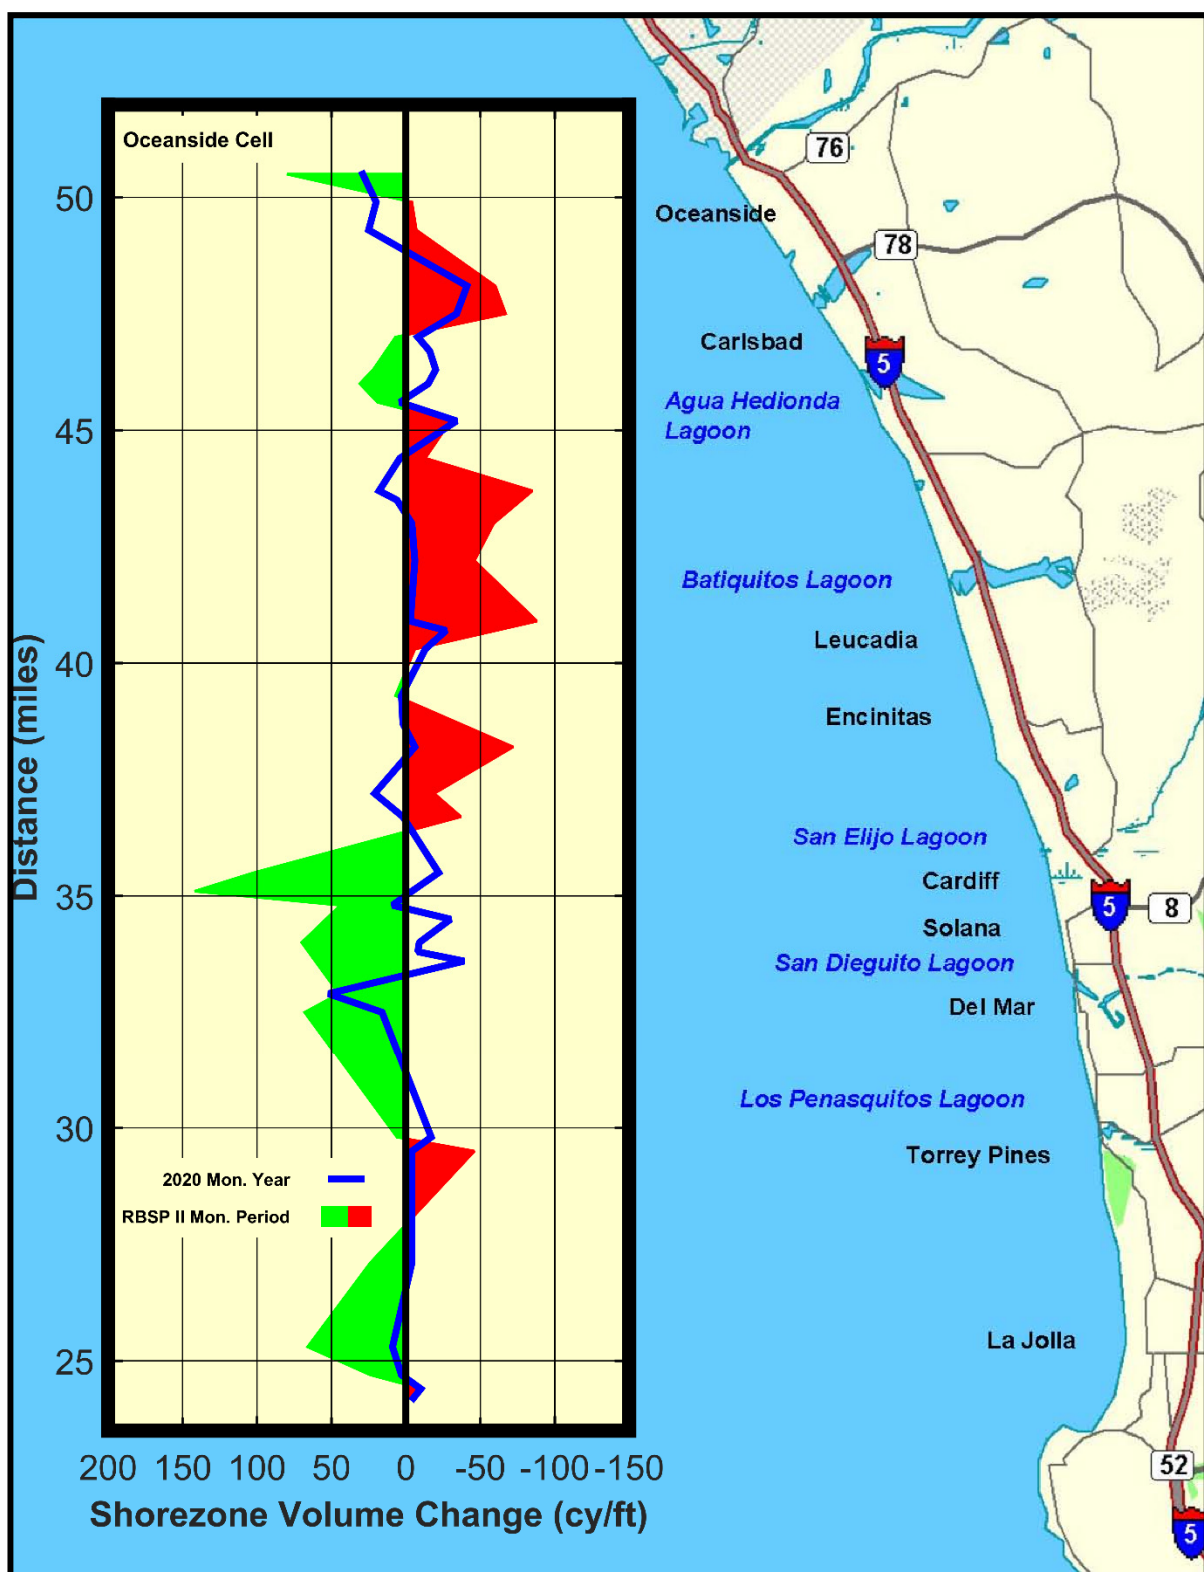 Oceanside Cell
50
45
40
35
30
25
Distance (miles)
2020 Mon. Year
RBSP II Mon. Period
200 150 100 50 0 -50 -100 -150
Shorezone Volume Change (cy/ft)
76
Oceanside
78
Carlsbad
5
Agua Hedionda
Lagoon
Batiquitos Lagoon
Leucadia
Encinitas
San Elijo Lagoon
Cardiff
5
8
Solana
San Dieguito Lagoon
Del Mar
Los Penasquitos Lagoon
Torrey Pines
La Jolla
52
5